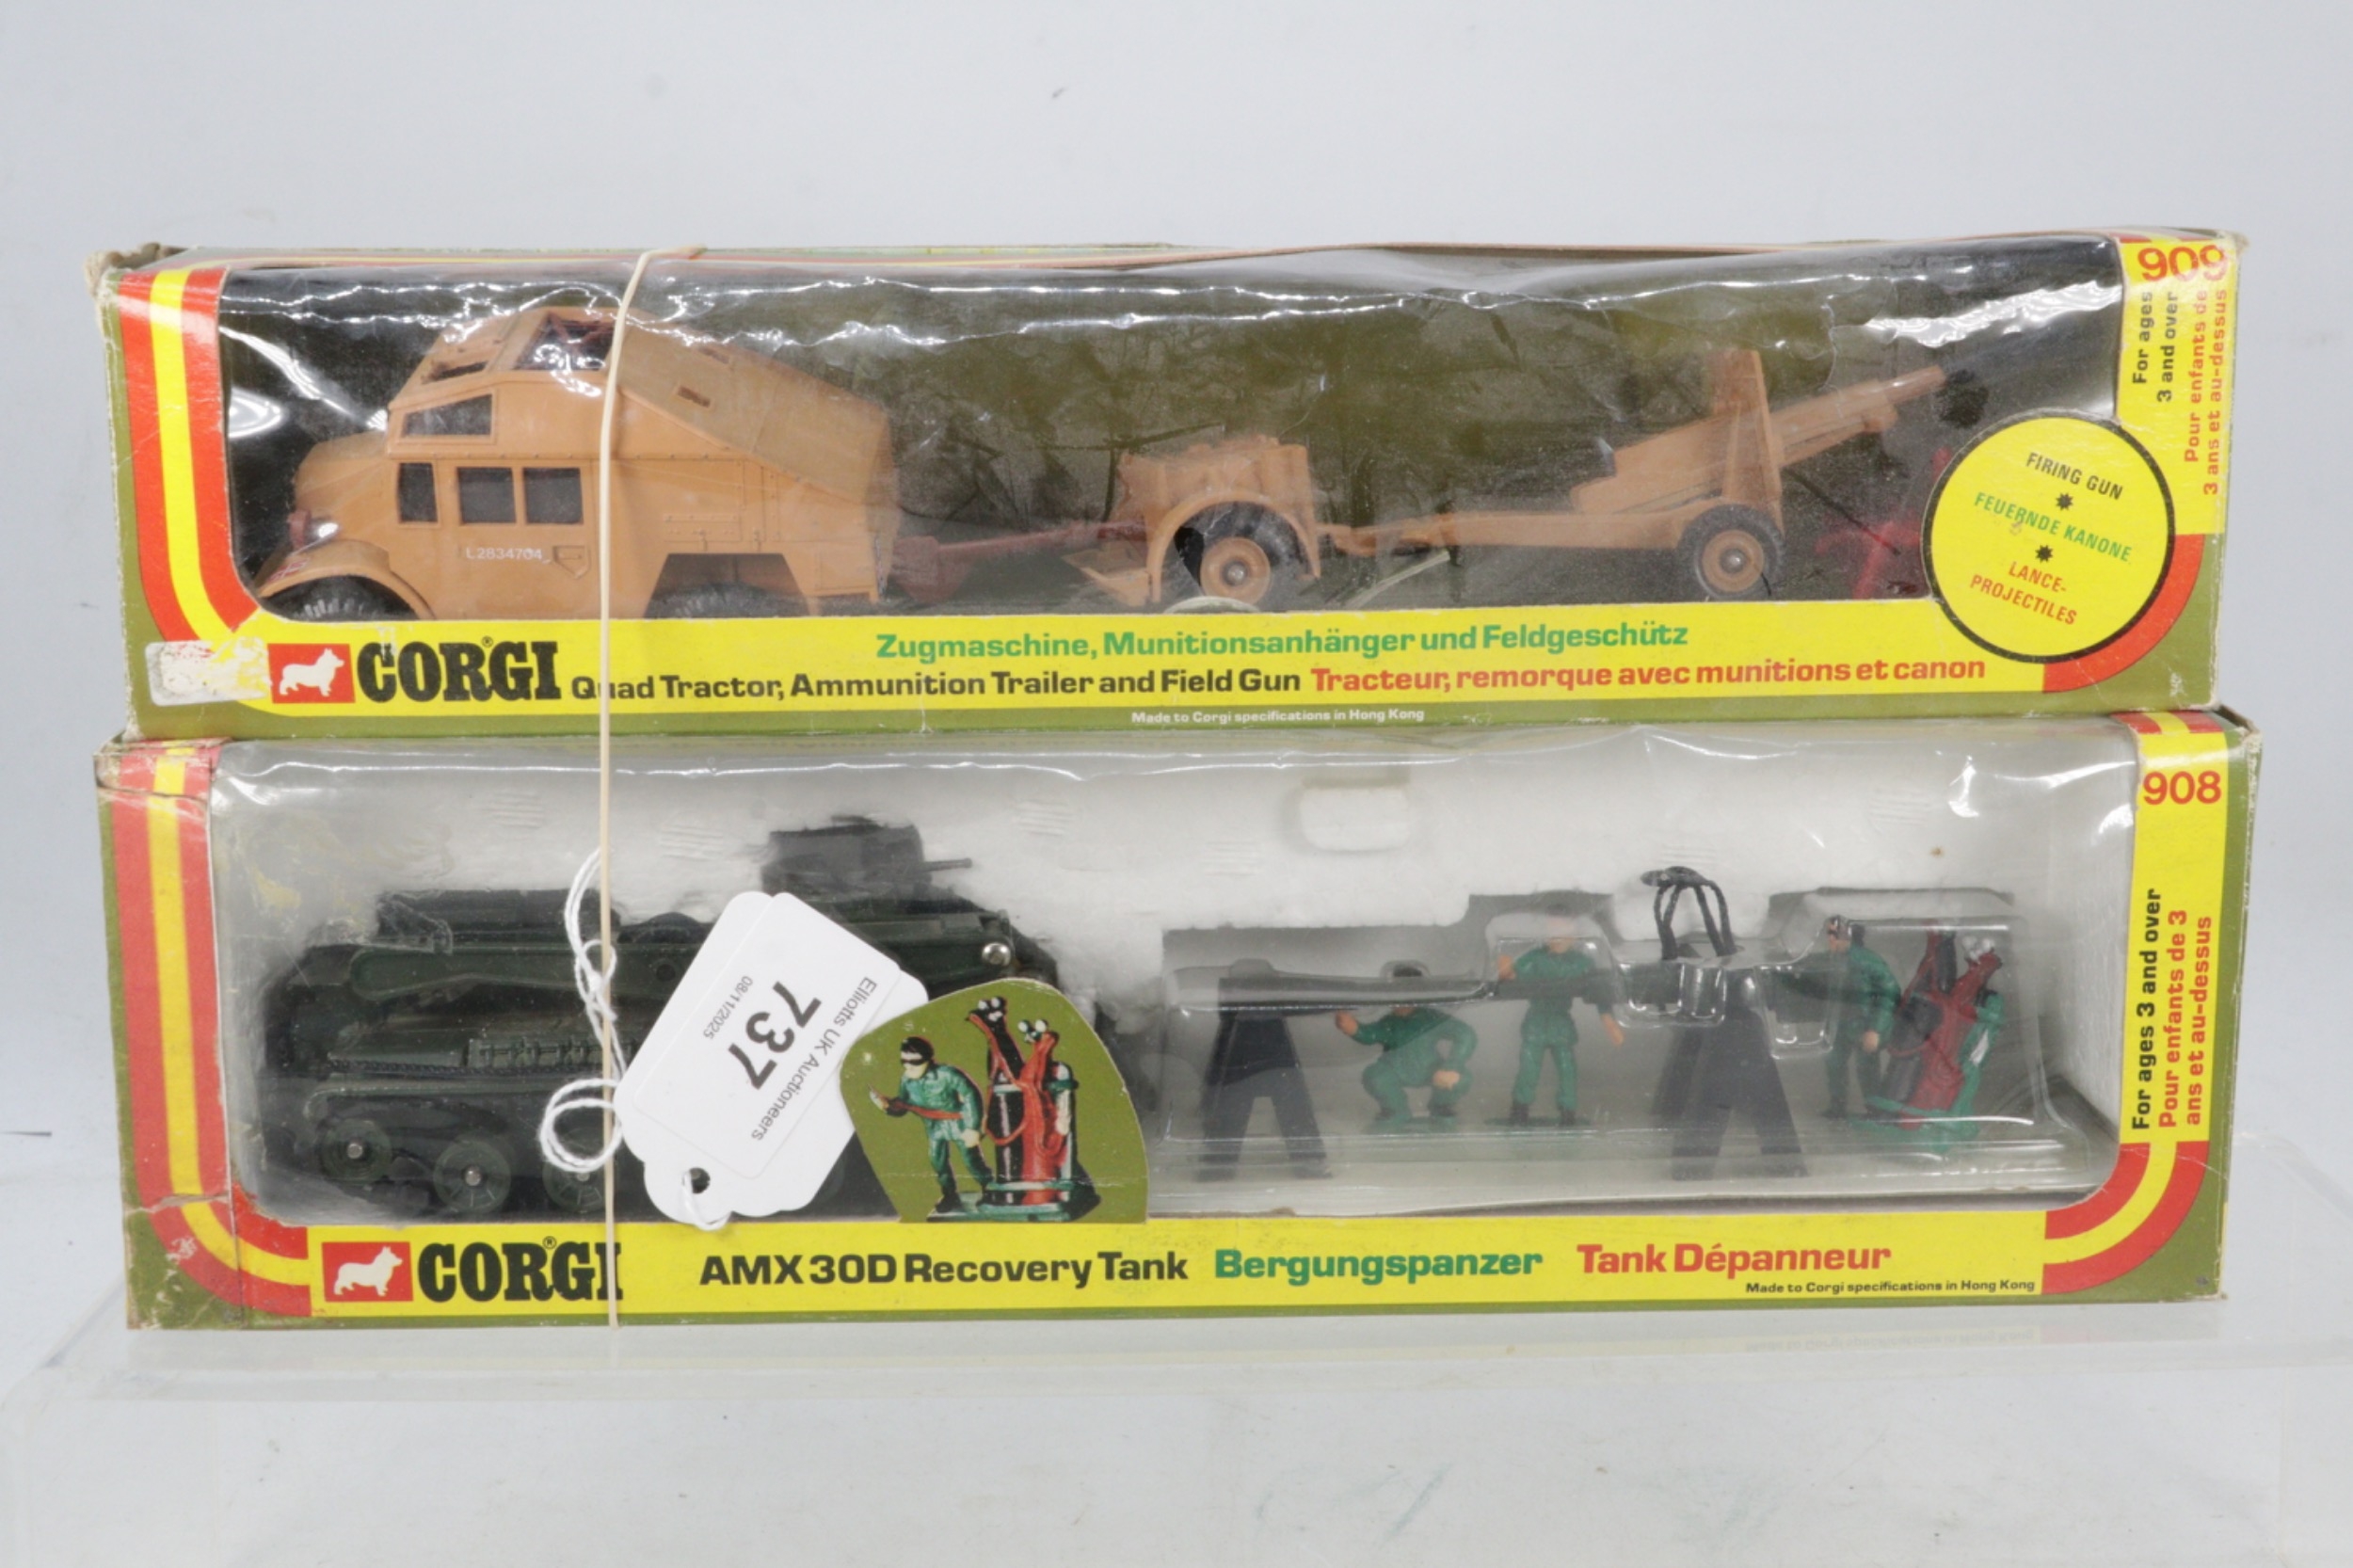 909
For ages
3 and over
Pour enfants de
3 ans et au-dessus
L2834704
FIRING GUN
FEUERNDE KANONE
LANCE-
PROJECTILES
CORGI®
Zugmaschine, Munitionsanhänger und Feldgeschütz
Quad Tractor, Ammunition Trailer and Field Gun Tracteur, remorque avec munitions et canon
Made to Corgi specifications in Hong Kong
908
For ages 3 and over
Pour enfants de 3
ans et au-dessus
Elliotts UK Auctioneers
737
08/11/2025
CORGI®
AMX 30D Recovery Tank Bergungspanzer Tank Dépanneur
Made to Corgi specifications in Hong Kong